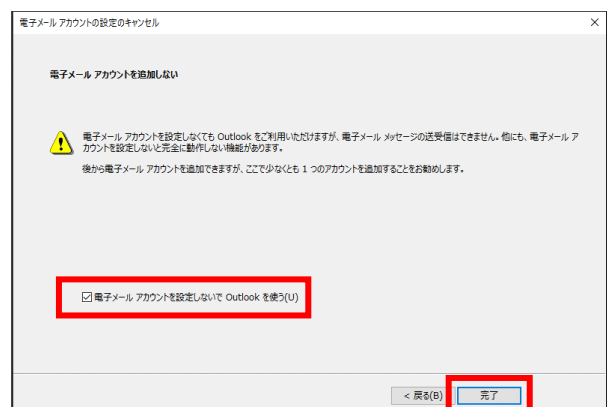 電子メール アカウントの設定のキャンセル
電子メール アカウントを追加しない
電子メール アカウントを設定しなくても Outlook をご利用いただけますが、電子メール メッセージの送受信はできません。他にも、電子メール ア
カウントを設定しないと完全に動作しない機能があります。
後から電子メール アカウントを追加できますが、ここで少なくとも 1 つのアカウントを追加することをお勧めします。
電子メール アカウントを設定しないで Outlook を使う(U)
< 戻る(B)
完了